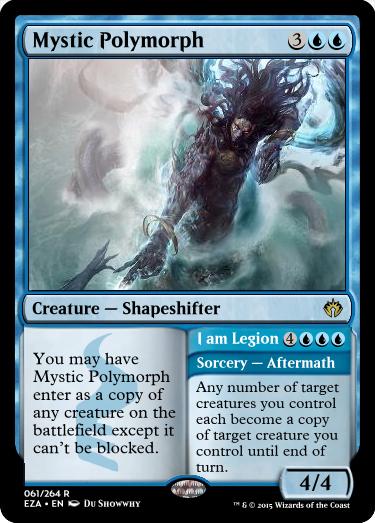 Mystic Polymorph 3
Creature — Shapeshifter
You may have
Mystic Polymorph
enter as a copy of
any creature on the
battlefield except it
can't be blocked.
I am Legion 4
Sorcery — Aftermath
Any number of target
creatures you control
each become a copy
of target creature you
control until end of
turn.
4/4
061/264 R
EZA • EN Du Showwhy
™ & © 2015 Wizards of the Coast